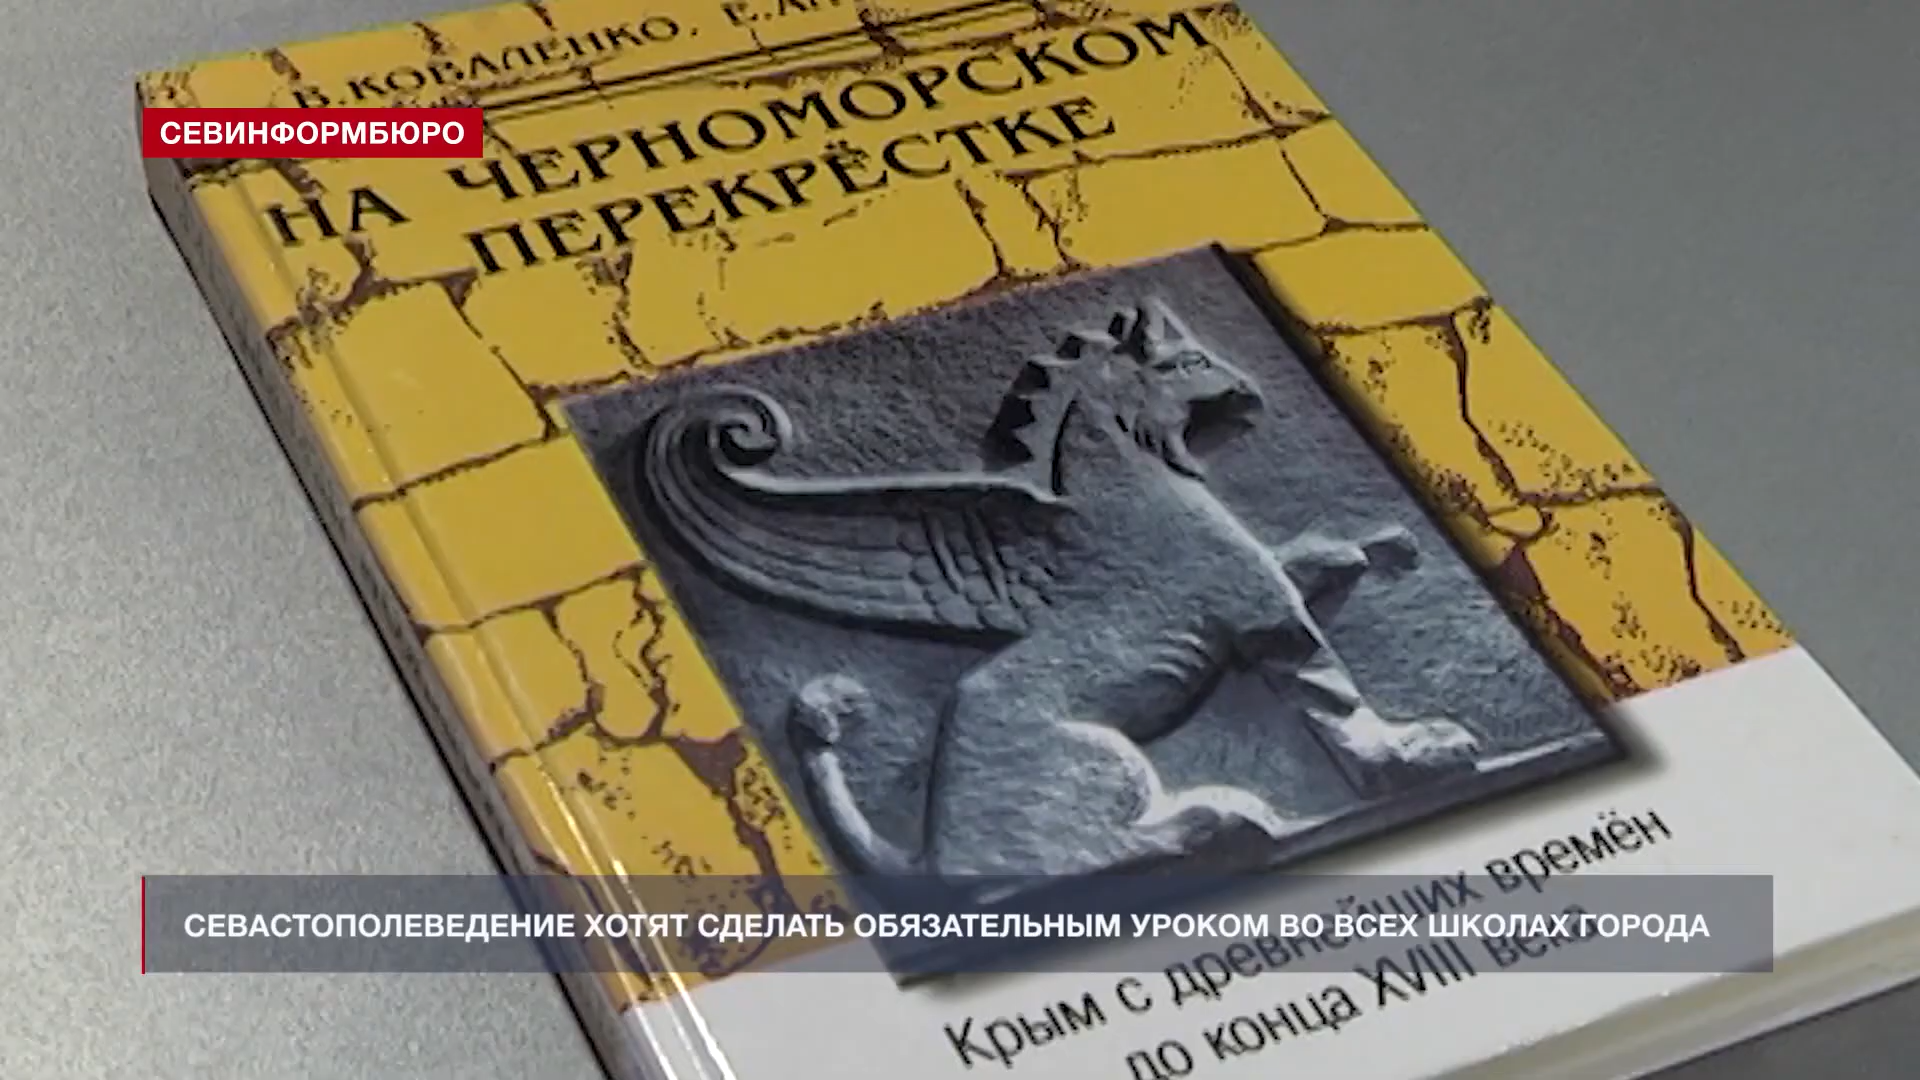 В.КОВАЛЕНКО, Е.
СЕВИНФОРМБЮРО
НА ЧЕРНОМОРСКОМ
ПЕРЕКРЁСТКЕ
СЕВАСТОПОЛЕВЕДЕНИЕ ХОТЯТ СДЕЛАТЬ ОБЯЗАТЕЛЬНЫМ УРОКОМ ВО ВСЕХ ШКОЛАХ ГОРОДА
Крым с древнейших времён
до конца XVIII века